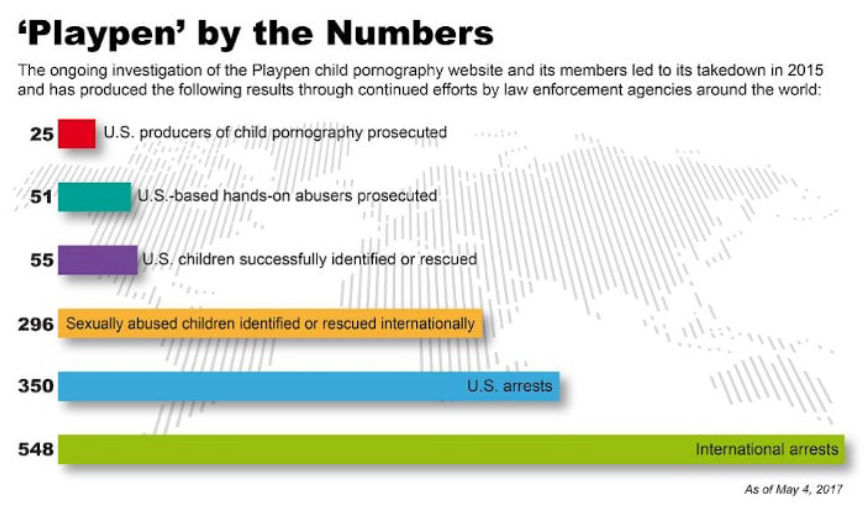 ‘Playpen’ by the Numbers
The ongoing investigation of the Playpen child pornography website and its members led to its takedown in 2015
and has produced the following results through continued efforts by law enforcement agencies around the world:
25 U.S. producers of child pornography prosecuted
51 U.S.-based hands-on abusers prosecuted
55 U.S. children successfully identified or rescued
296 Sexually abused children identified or rescued internationally
350 U.S. arrests
548 International arrests
As of May 4, 2017